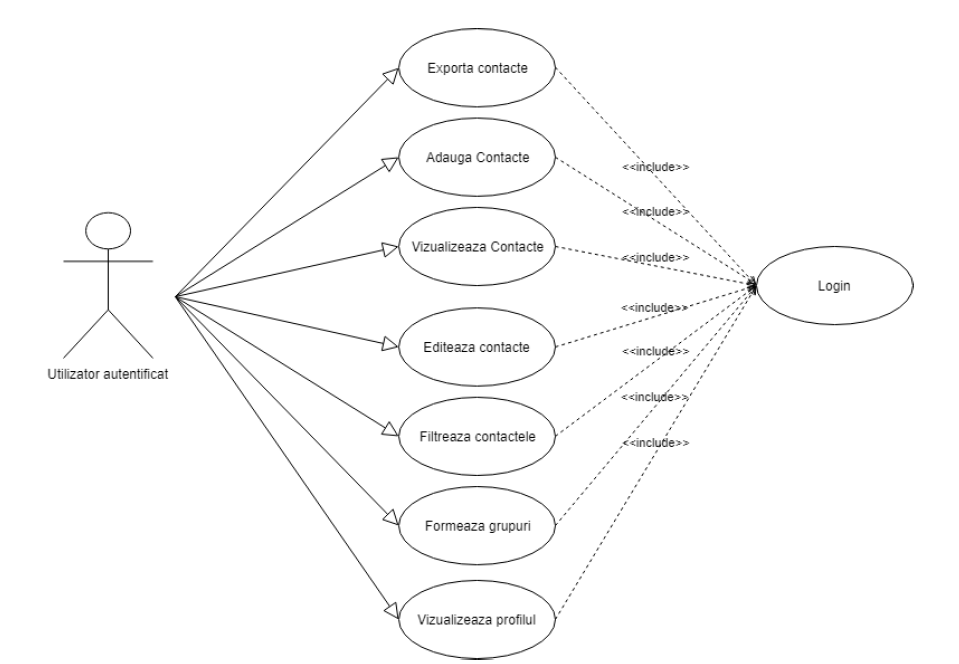 Exporta contacte
Adauga Contacte
<<include>>
<<include>>
Vizualizeaza Contacte
<<include>>
Login
<<include>>
Editeaza contacte
<<include>>
Utilizator autentificat
<<include>>
Filtreaza contactele
<<include>>
Formeaza grupuri
Vizualizeaza profilul